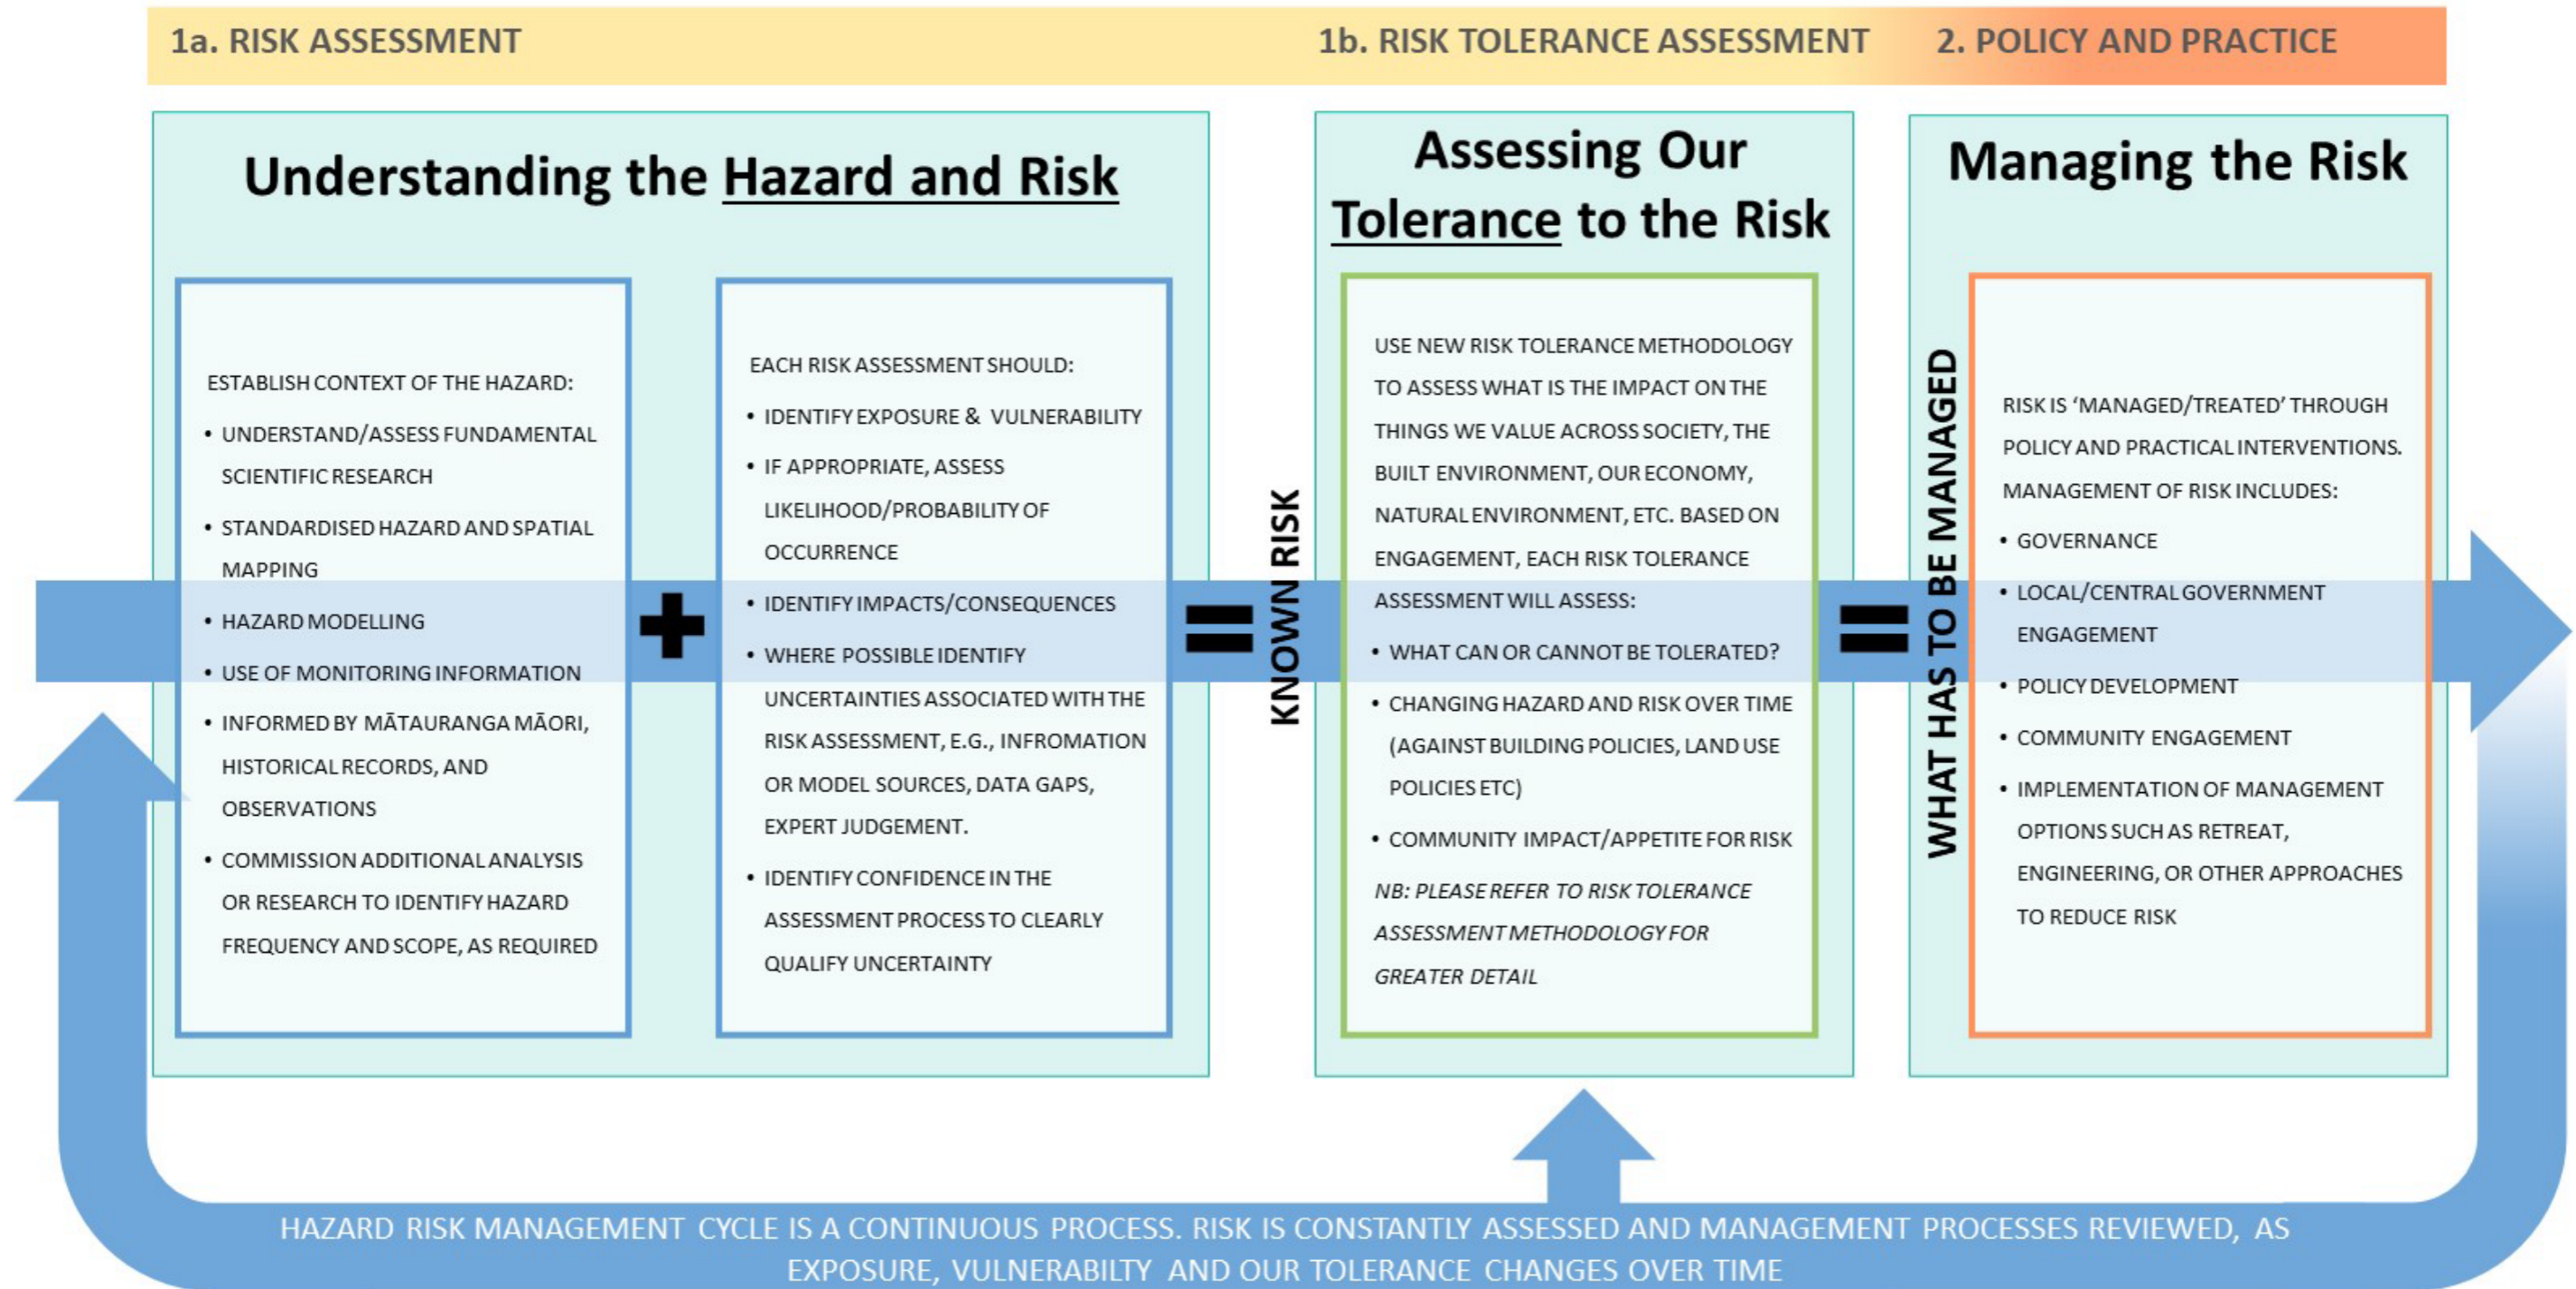 1a. RISK ASSESSMENT
1b. RISK TOLERANCE ASSESSMENT
2. POLICY AND PRACTICE
Understanding the Hazard and Risk
ESTABLISH CONTEXT OF THE HAZARD:
• UNDERSTAND/ASSESS FUNDAMENTAL
SCIENTIFIC RESEARCH
• STANDARDISED HAZARD AND SPATIAL
MAPPING
• HAZARD MODELLING
• USE OF MONITORING INFORMATION
• INFORMED BY MĀTAURANGA MĀORI,
HISTORICAL RECORDS, AND
OBSERVATIONS
• COMMISSION ADDITIONAL ANALYSIS
OR RESEARCH TO IDENTIFY HAZARD
FREQUENCY AND SCOPE, AS REQUIRED
+
EACH RISK ASSESSMENT SHOULD:
• IDENTIFY EXPOSURE & VULNERABILITY
• IF APPROPRIATE, ASSESS
LIKELIHOOD/PROBABILITY OF
OCCURRENCE
• IDENTIFY IMPACTS/CONSEQUENCES
• WHERE POSSIBLE IDENTIFY
UNCERTAINTIES ASSOCIATED WITH THE
RISK ASSESSMENT, E.G., INFROMATION
OR MODEL SOURCES, DATA GAPS,
EXPERT JUDGEMENT.
• IDENTIFY CONFIDENCE IN THE
ASSESSMENT PROCESS TO CLEARLY
QUALIFY UNCERTAINTY
=
KNOWN RISK
Assessing Our
Tolerance to the Risk
USE NEW RISK TOLERANCE METHODOLOGY
TO ASSESS WHAT IS THE IMPACT ON THE
THINGS WE VALUE ACROSS SOCIETY, THE
BUILT ENVIRONMENT, OUR ECONOMY,
NATURAL ENVIRONMENT, ETC. BASED ON
ENGAGEMENT, EACH RISK TOLERANCE
ASSESSMENT WILL ASSESS:
• WHAT CAN OR CANNOT BE TOLERATED?
• CHANGING HAZARD AND RISK OVER TIME
(AGAINST BUILDING POLICIES, LAND USE
POLICIES ETC)
• COMMUNITY IMPACT/APPETITE FOR RISK
NB: PLEASE REFER TO RISK TOLERANCE
ASSESSMENT METHODOLOGY FOR
GREATER DETAIL
=
WHAT HAS TO BE MANAGED
Managing the Risk
RISK IS ‘MANAGED/TREATED’ THROUGH
POLICY AND PRACTICAL INTERVENTIONS.
MANAGEMENT OF RISK INCLUDES:
• GOVERNANCE
• LOCAL/CENTRAL GOVERNMENT
ENGAGEMENT
• POLICY DEVELOPMENT
• COMMUNITY ENGAGEMENT
• IMPLEMENTATION OF MANAGEMENT
OPTIONS SUCH AS RETREAT,
ENGINEERING, OR OTHER APPROACHES
TO REDUCE RISK
HAZARD RISK MANAGEMENT CYCLE IS A CONTINUOUS PROCESS. RISK IS CONSTANTLY ASSESSED AND MANAGEMENT PROCESSES REVIEWED, AS
EXPOSURE, VULNERABILTY AND OUR TOLERANCE CHANGES OVER TIME